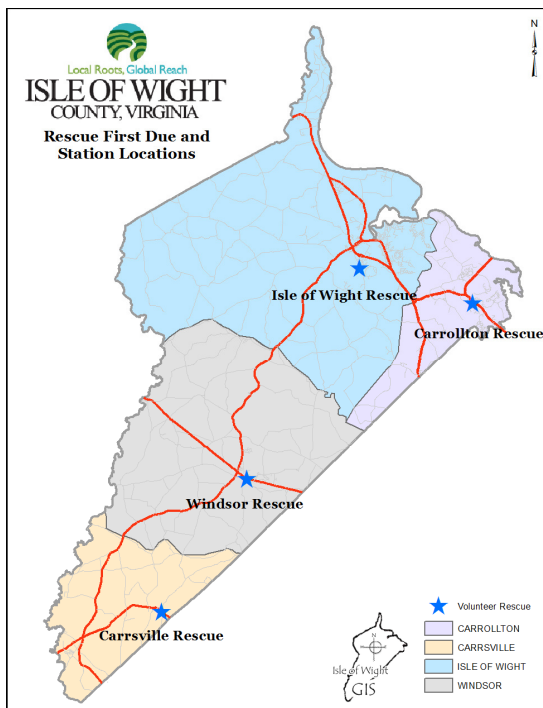 N
Local Roots, Global Reach
ISLE OF WIGHT
COUNTY, VIRGINIA
Rescue First Due and
Station Locations
Isle of Wight Rescue
Carrollton Rescue
Windsor Rescue
Carrsville Rescue
Volunteer Rescue
CARROLLTON
CARRSVILLE
ISLE OF WIGHT
WINDSOR
N
Isle of Wight
GIS